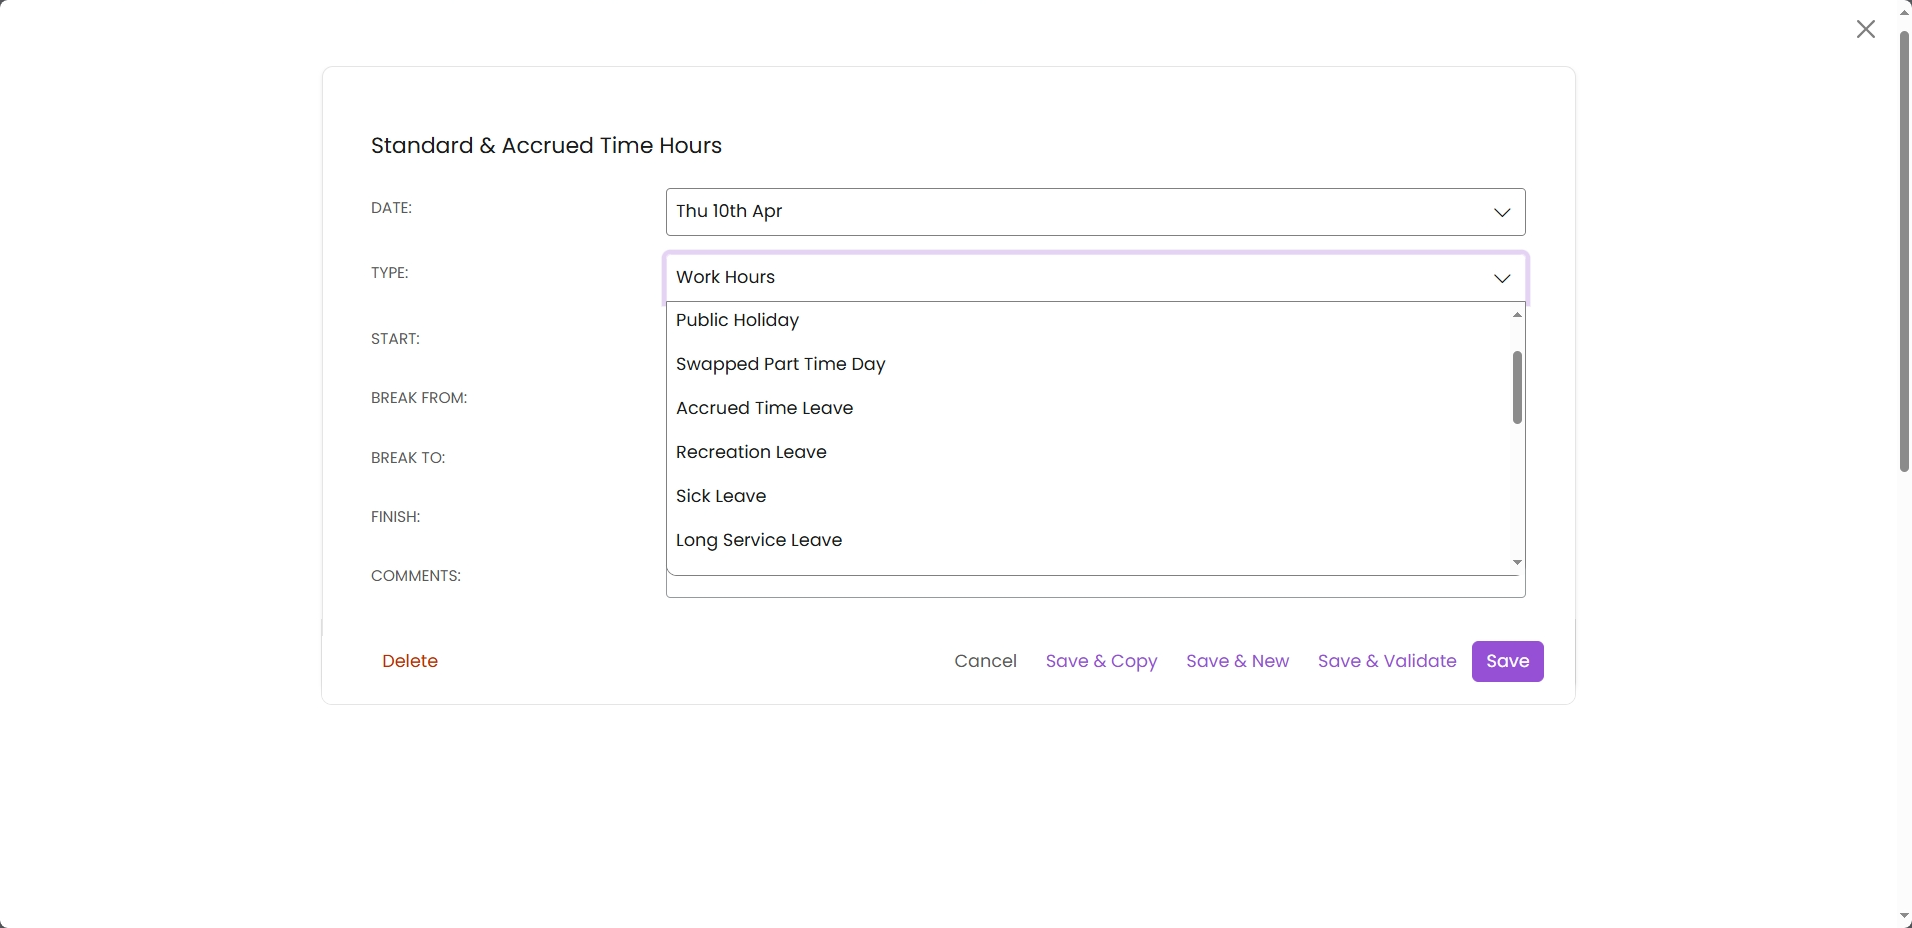 Standard & Accrued Time Hours
DATE:
Thu 10th Apr
TYPE:
Work Hours
Public Holiday
START:
Swapped Part Time Day
BREAK FROM:
Accrued Time Leave
BREAK TO:
Recreation Leave
Sick Leave
FINISH:
Long Service Leave
COMMENTS:
Delete
Cancel
Save & Copy
Save & New
Save & Validate
Save